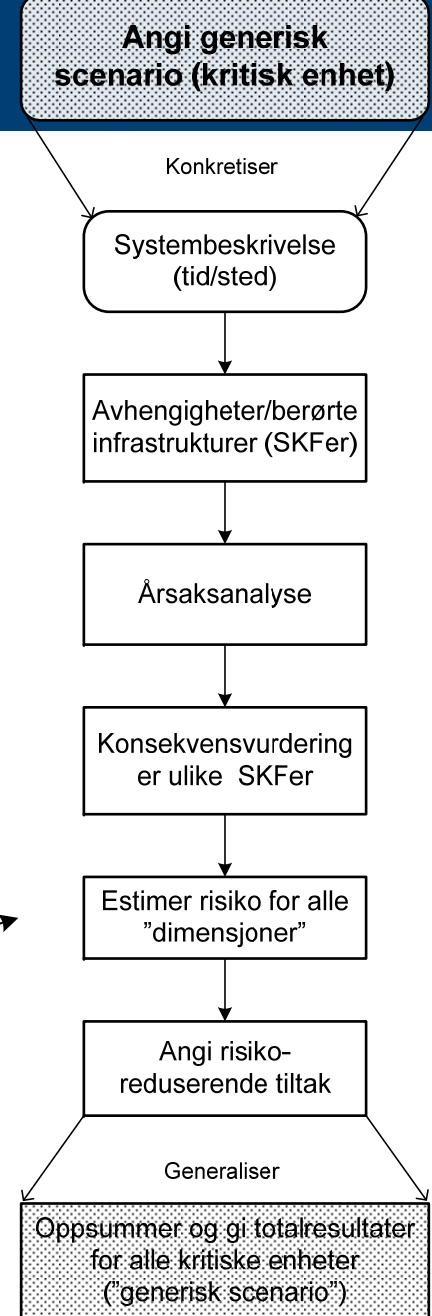 Angi generisk
scenario (kritisk enhet)
Konkretiser
Systembeskrivelse
(tid/sted)
Avhengigheter/berørte
infrastrukturer (SKFer)
Årsaksanalyse
Konsekvensvurdering
er ulike SKFer
Estimer risiko for alle
”dimensjoner”
Angi risiko-
reduserende tiltak
Generaliser
Oppsummer og gi totalresultater
for alle kritiske enheter
(”generisk scenario”)